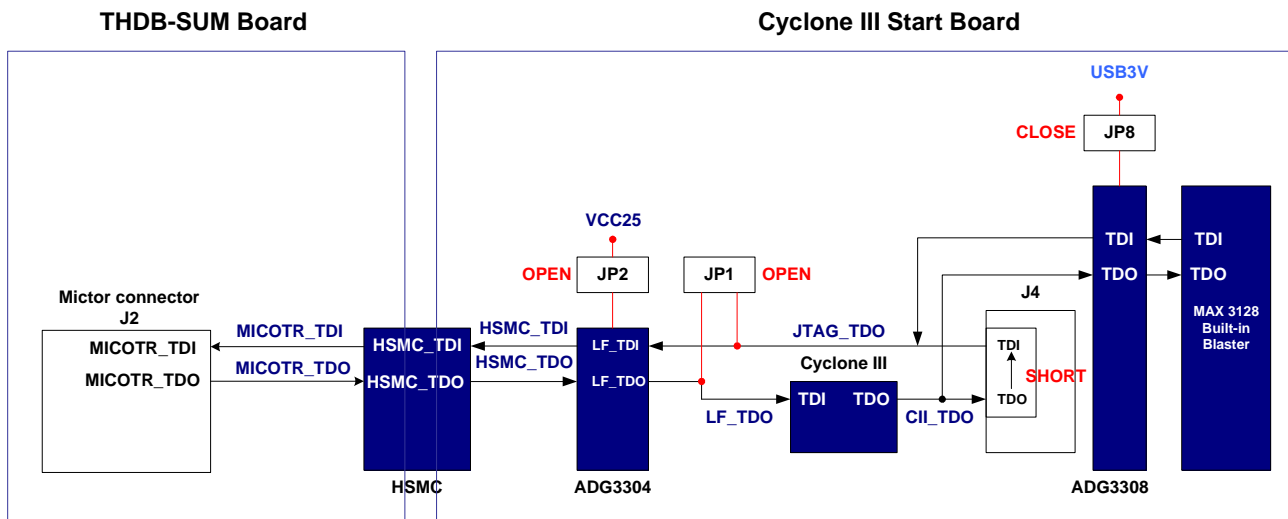 THDB-SUM Board
Cyclone III Start Board
USB3V
CLOSE
JP8
VCC25
OPEN
JP2
JP1
OPEN
TDI
TDI
TDO
TDO
Mictor connector
J2
J4
MAX 3128
Built-in
Blaster
MICOTR_TDI
MICOTR_TDI
HSMC_TDI
HSMC_TDI
LF_TDI
JTAG_TDO
TDI
MICOTR_TDO
MICOTR_TDO
HSMC_TDO
HSMC_TDO
LF_TDO
Cyclone III
SHORT
TDI
TDO
TDO
LF_TDO
CII_TDO
HSMC
ADG3304
ADG3308